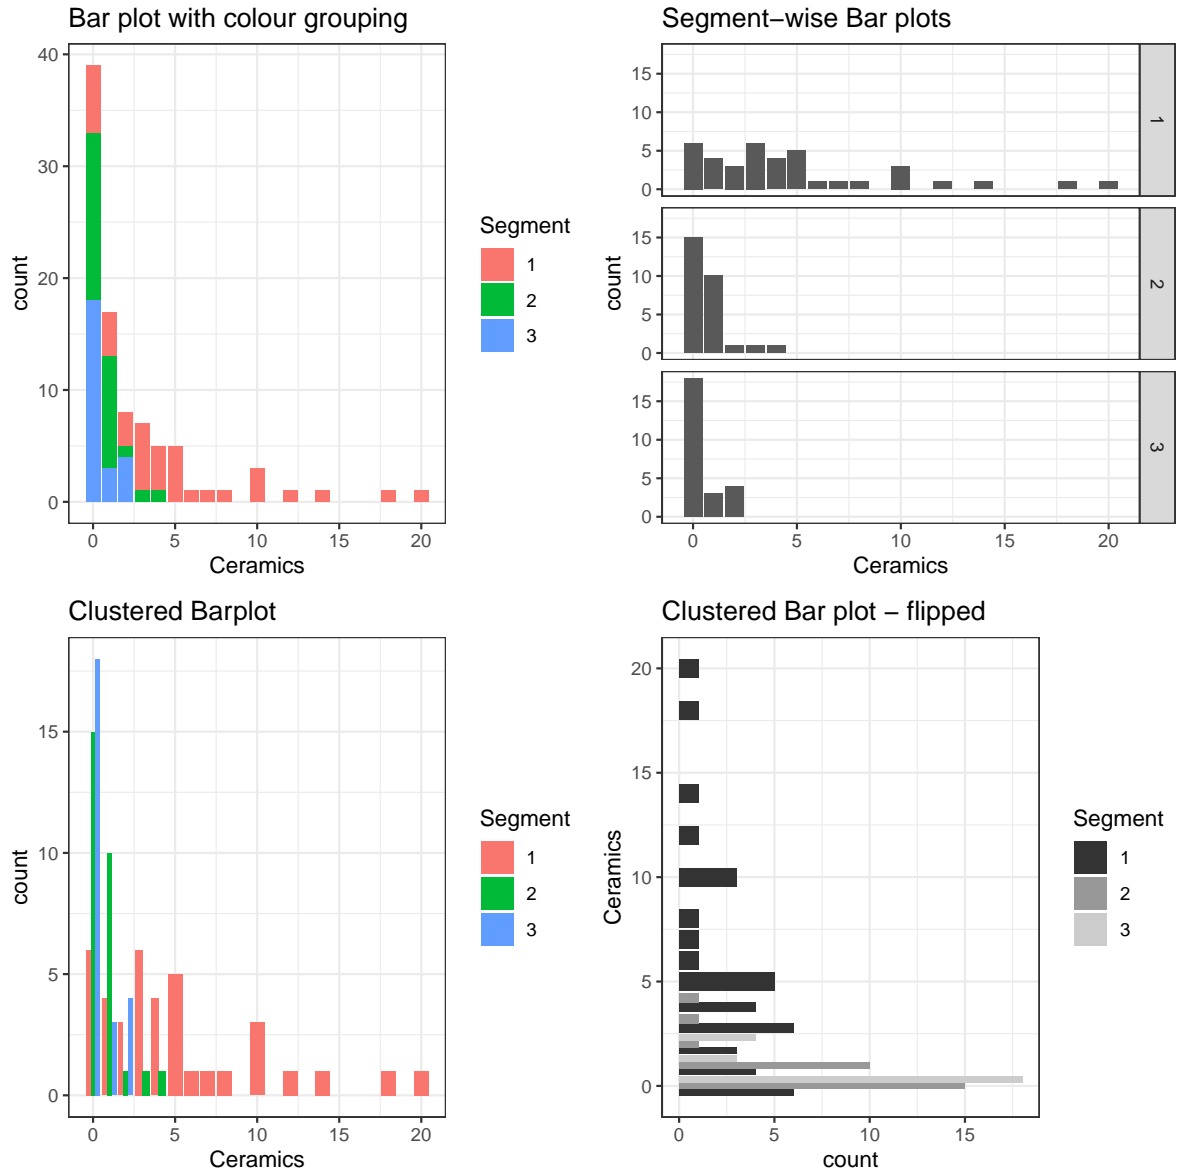 Bar plot with colour grouping
40
30
20
10
0
count
0 5 10 15 20
Ceramics
Segment
1
2
3
Segment−wise Bar plots
15
10
5
0
1
15
10
5
0
2
15
10
5
0
3
count
0 5 10 15 20
Ceramics
Clustered Barplot
15
10
5
0
count
0 5 10 15 20
Ceramics
Segment
1
2
3
Clustered Bar plot − flipped
20
15
10
5
0
Ceramics
0 5 10 15
count
Segment
1
2
3